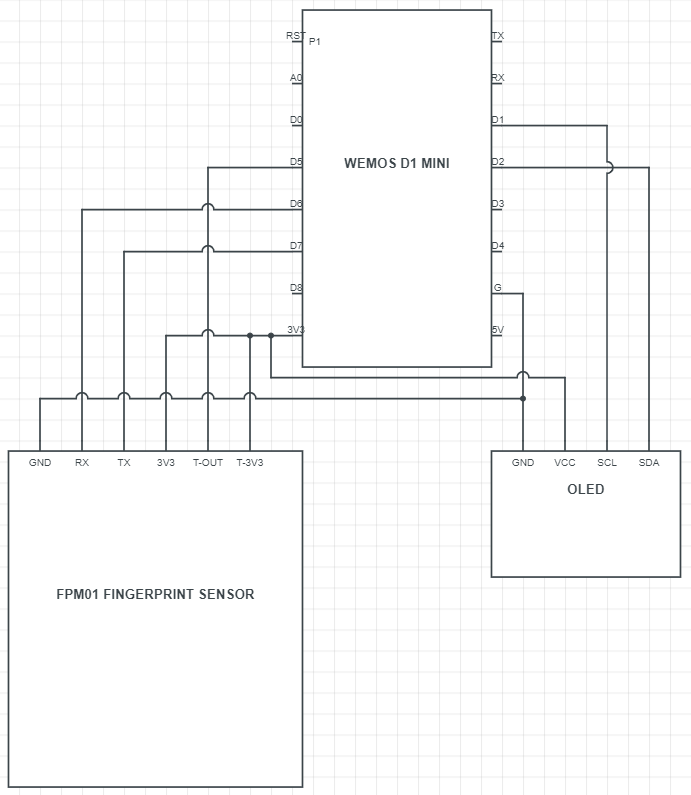 RST P1 TX
A0 RX
D0 D1
D5 WEMOS D1 MINI D2
D6 D3
D7 D4
D8 G
3V3 5V
GND RX TX 3V3 T-OUT T-3V3
GND VCC SCL SDA
OLED
FPM01 FINGERPRINT SENSOR